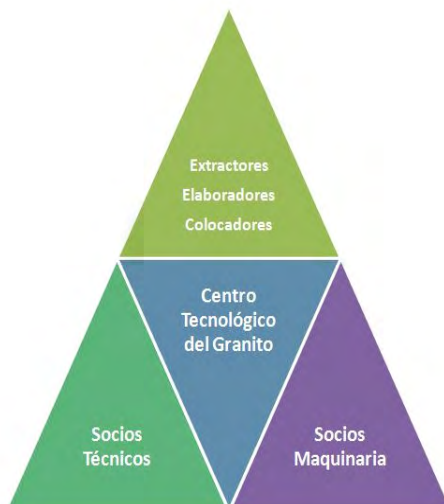 Extractores
Elaboradores
Colocadores
Centro
Tecnológico
del Granito
Socios
Técnicos
Socios
Maquinaria